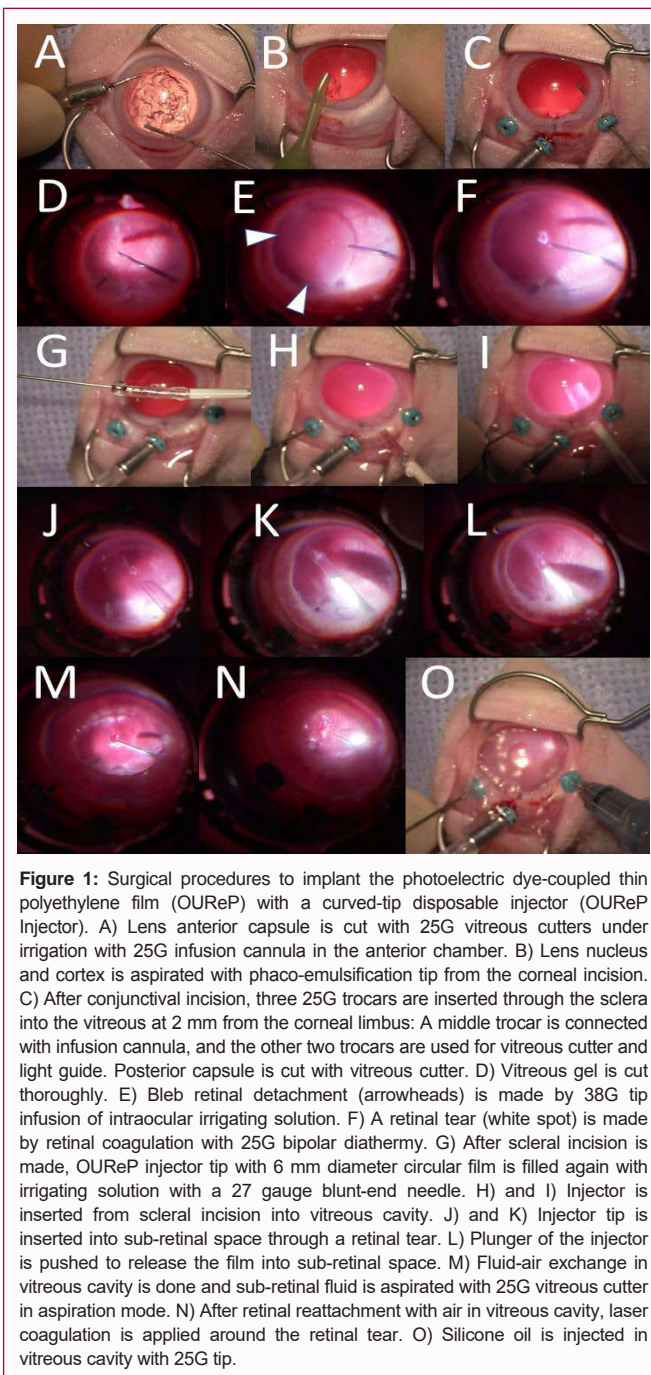 A B C
D E F
G H I
J K L
M N O
Figure 1: Surgical procedures to implant the photoelectric dye-coupled thin
polyethylene film (OUReP) with a curved-tip disposable injector (OUReP
Injector). A) Lens anterior capsule is cut with 25G vitreous cutters under
irrigation with 25G infusion cannula in the anterior chamber. B) Lens nucleus
and cortex is aspirated with phaco-emulsification tip from the corneal incision.
C) After conjunctival incision, three 25G trocars are inserted through the sclera
into the vitreous at 2 mm from the corneal limbus: A middle trocar is connected
with infusion cannula, and the other two trocars are used for vitreous cutter and
light guide. Posterior capsule is cut with vitreous cutter. D) Vitreous gel is cut
thoroughly. E) Bleb retinal detachment (arrowheads) is made by 38G tip
infusion of intraocular irrigating solution. F) A retinal tear (white spot) is made
by retinal coagulation with 25G bipolar diathermy. G) After scleral incision is
made, OUReP injector tip with 6 mm diameter circular film is filled again with
irrigating solution with a 27 gauge blunt-end needle. H) and I) Injector is
inserted from scleral incision into vitreous cavity. J) and K) Injector tip is
inserted into sub-retinal space through a retinal tear. L) Plunger of the injector
is pushed to release the film into sub-retinal space. M) Fluid-air exchange in
vitreous cavity is done and sub-retinal fluid is aspirated with 25G vitreous cutter
in aspiration mode. N) After retinal reattachment with air in vitreous cavity, laser
coagulation is applied around the retinal tear. O) Silicone oil is injected in
vitreous cavity with 25G tip.